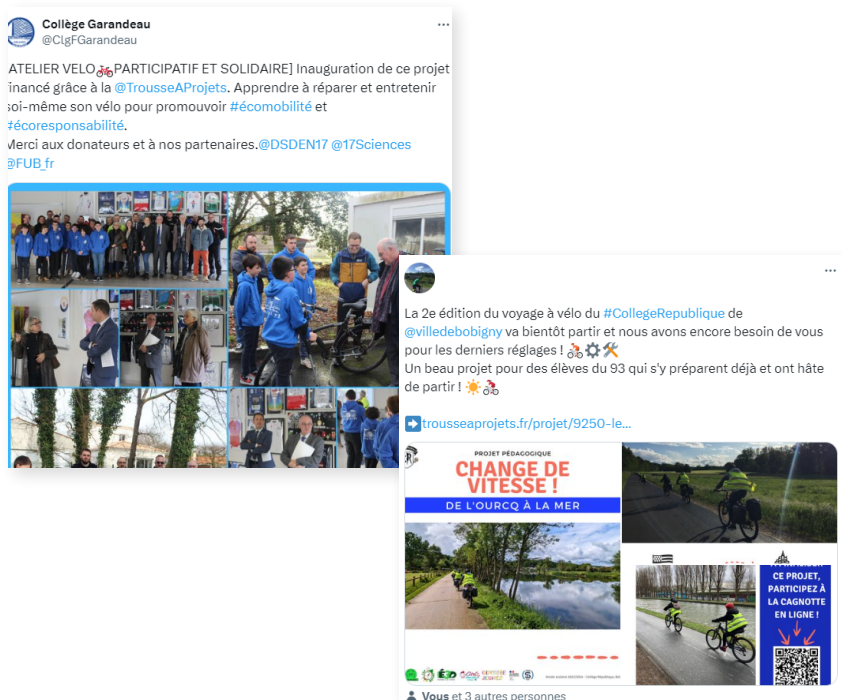 Collège Garandeau
@ClgFGarandeau
ATELIER VELO🚲PARTICIPATIF ET SOLIDAIRE] Inauguration de ce projet
financé grâce à la @TrousseAProjets. Apprendre à réparer et entretenir
soi-même son vélo pour promouvoir #écomobilité et
#écoresponsabilité.
Merci aux donateurs et à nos partenaires.@DSDEN17 @17Sciences
@FUB_fr
La 2e édition du voyage à vélo du #CollegeRepublique de
@villedebobigny va bientôt partir et nous avons encore besoin de vous
pour les derniers réglages ! 🚴⚙️🛠️
Un beau projet pour des élèves du 93 qui s'y préparent déjà et ont hâte
de partir ! ☀️🚴
➡️trousseaprojets.fr/projet/9250-le...
PROJET PÉDAGOGIQUE
CHANGE DE
VITESSE !
DE L'OURCQ À LA MER
CE PROJET,
PARTICIPEZ À
LA CAGNOTTE
EN LIGNE !
Vous et 3 autres personnes